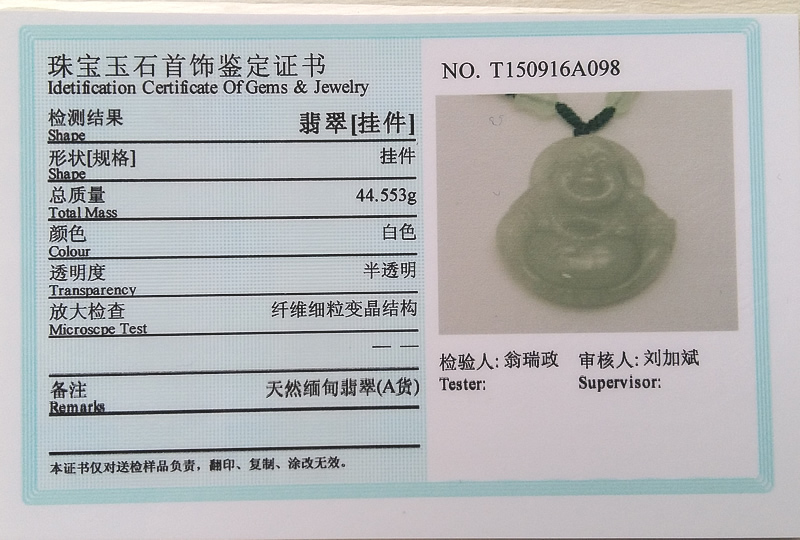 珠宝玉石首饰鉴定证书
Idetification Certificate Of Gems & Jewelry
检测结果 翡翠[挂件]
Shape
形状[规格] 挂件
Shape
总质量 44.553g
Total Mass
颜色 白色
Colour
透明度 半透明
Transparency
放大检查 纤维细粒变晶结构
Microscpe Test
— —
备注 天然缅甸翡翠(A货)
Remarks
本证书仅对送检样品负责，翻印、复制、涂改无效。
NO. T150916A098
检验人: 翁瑞政 审核人: 刘加斌
Tester: Supervisor: